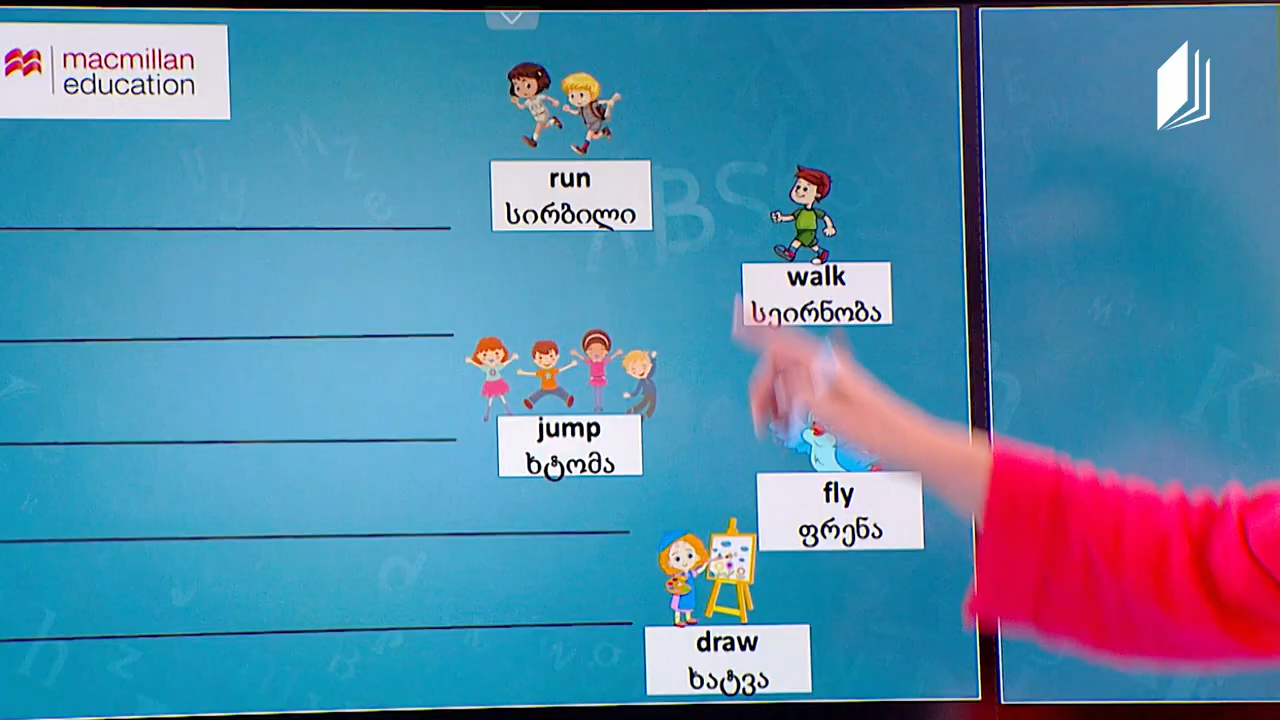 macmillan
education
run
სირბილი
walk
სეირნობა
jump
ხტომა
fly
ფრენა
draw
ხატვა